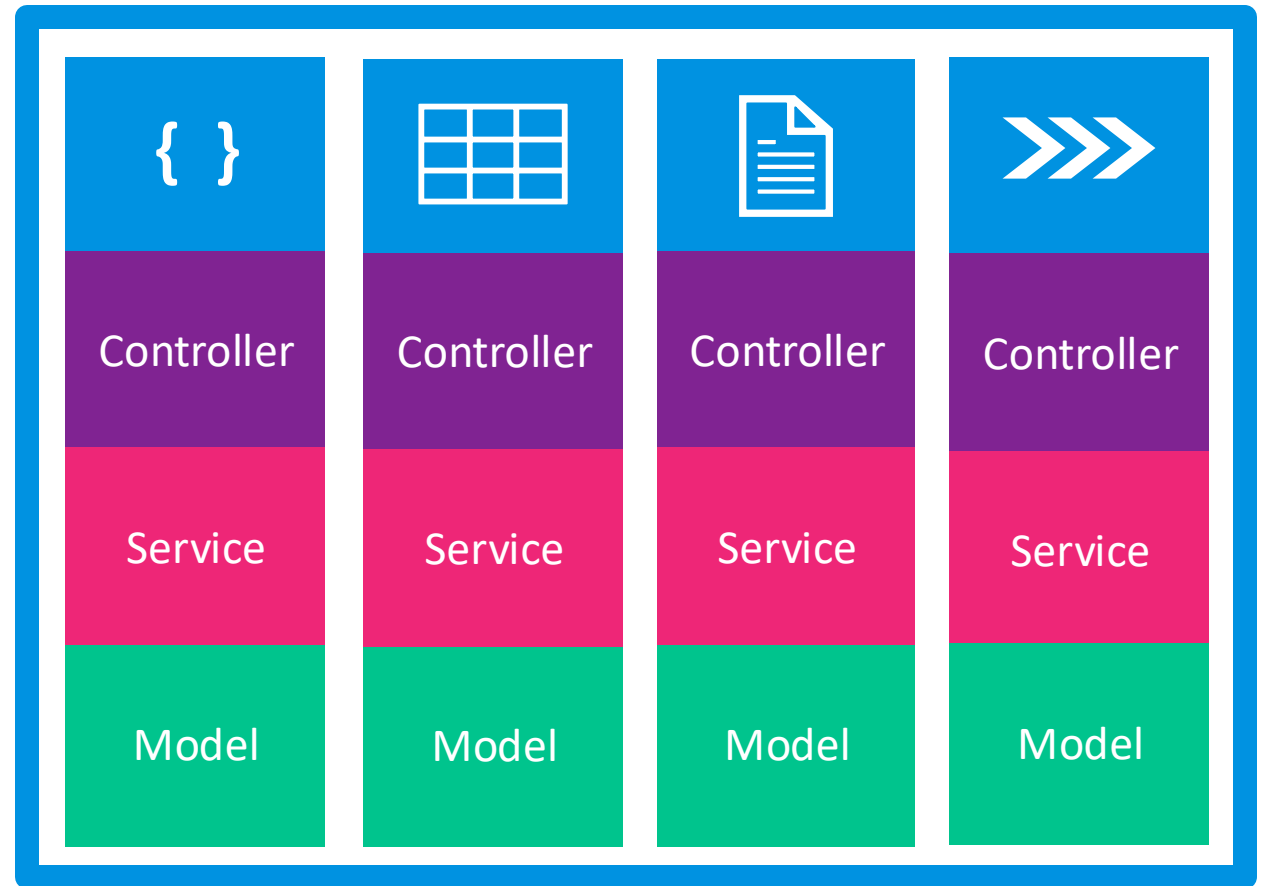 { }
Controller Controller Controller Controller
Service Service Service Service
Model Model Model Model